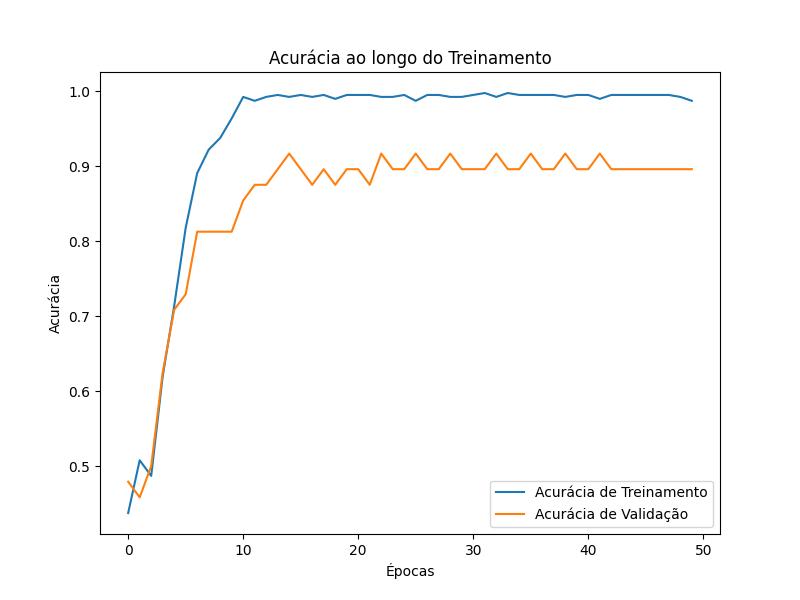 Acurácia ao longo do Treinamento
1.0
0.9
0.8
0.7
0.6
0.5
Acurácia
0 10 20 30 40 50
Épocas
Acurácia de Treinamento
Acurácia de Validação